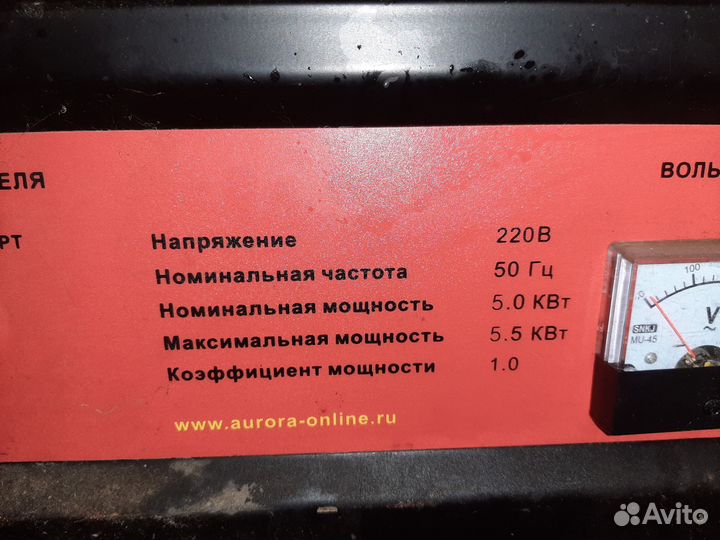 ЕЛЯ
ВОЛЬ
РТ
Напряжение 220В
Номинальная частота 50 Гц
Номинальная мощность 5.0 КВт
Максимальная мощность 5.5 КВт
Коэффициент мощности 1.0
www.aurora-online.ru
0 100
V
~
SNKJ
MU-45
Avito